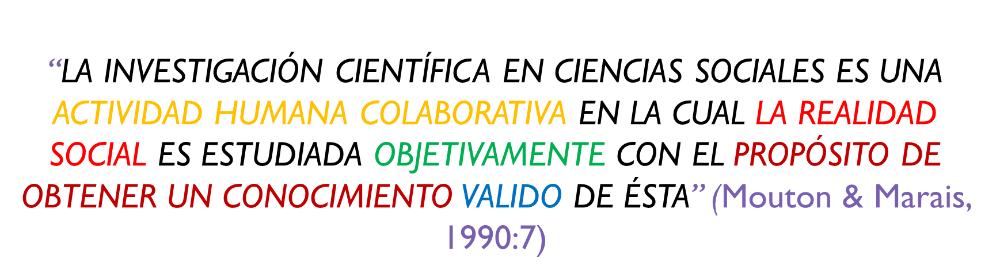 “LA INVESTIGACIÓN CIENTÍFICA EN CIENCIAS SOCIALES ES UNA
ACTIVIDAD HUMANA COLABORATIVA EN LA CUAL LA REALIDAD
SOCIAL ES ESTUDIADA OBJETIVAMENTE CON EL PROPÓSITO DE
OBTENER UN CONOCIMIENTO VALIDO DE ÉSTA” (Mouton & Marais,
1990:7)